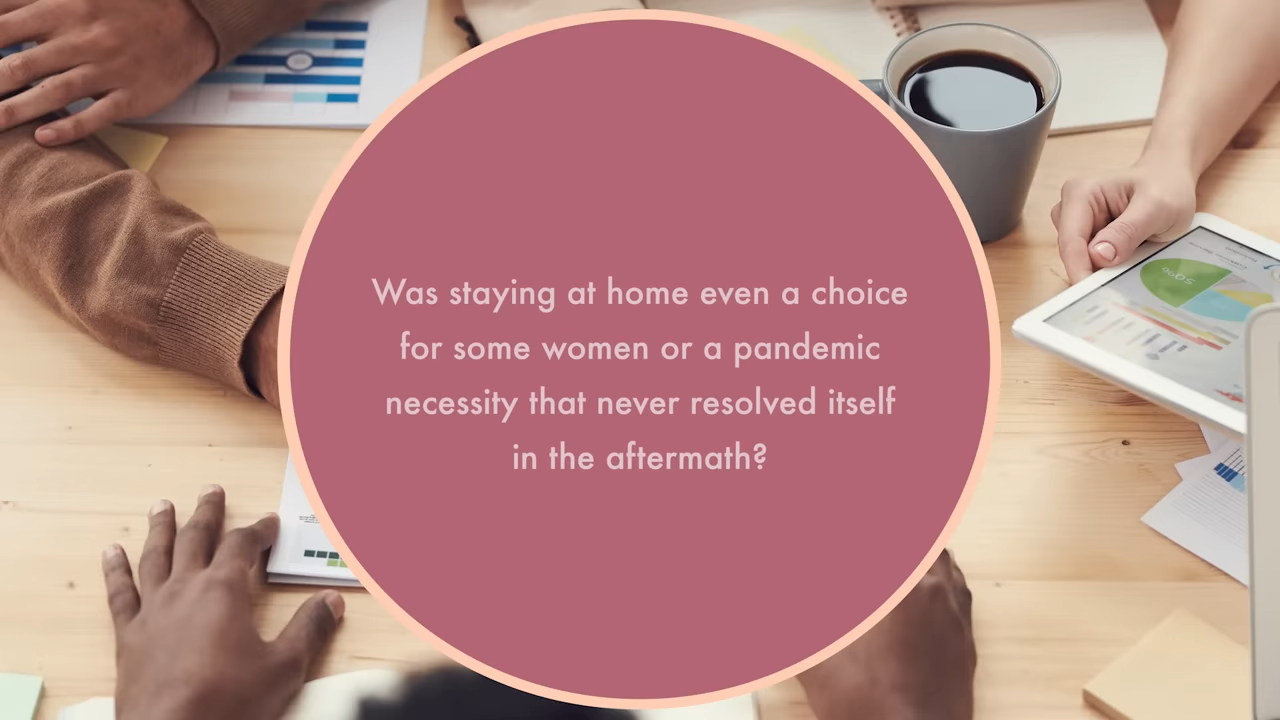 Was staying at home even a choice
for some women or a pandemic
necessity that never resolved itself
in the aftermath?
50%